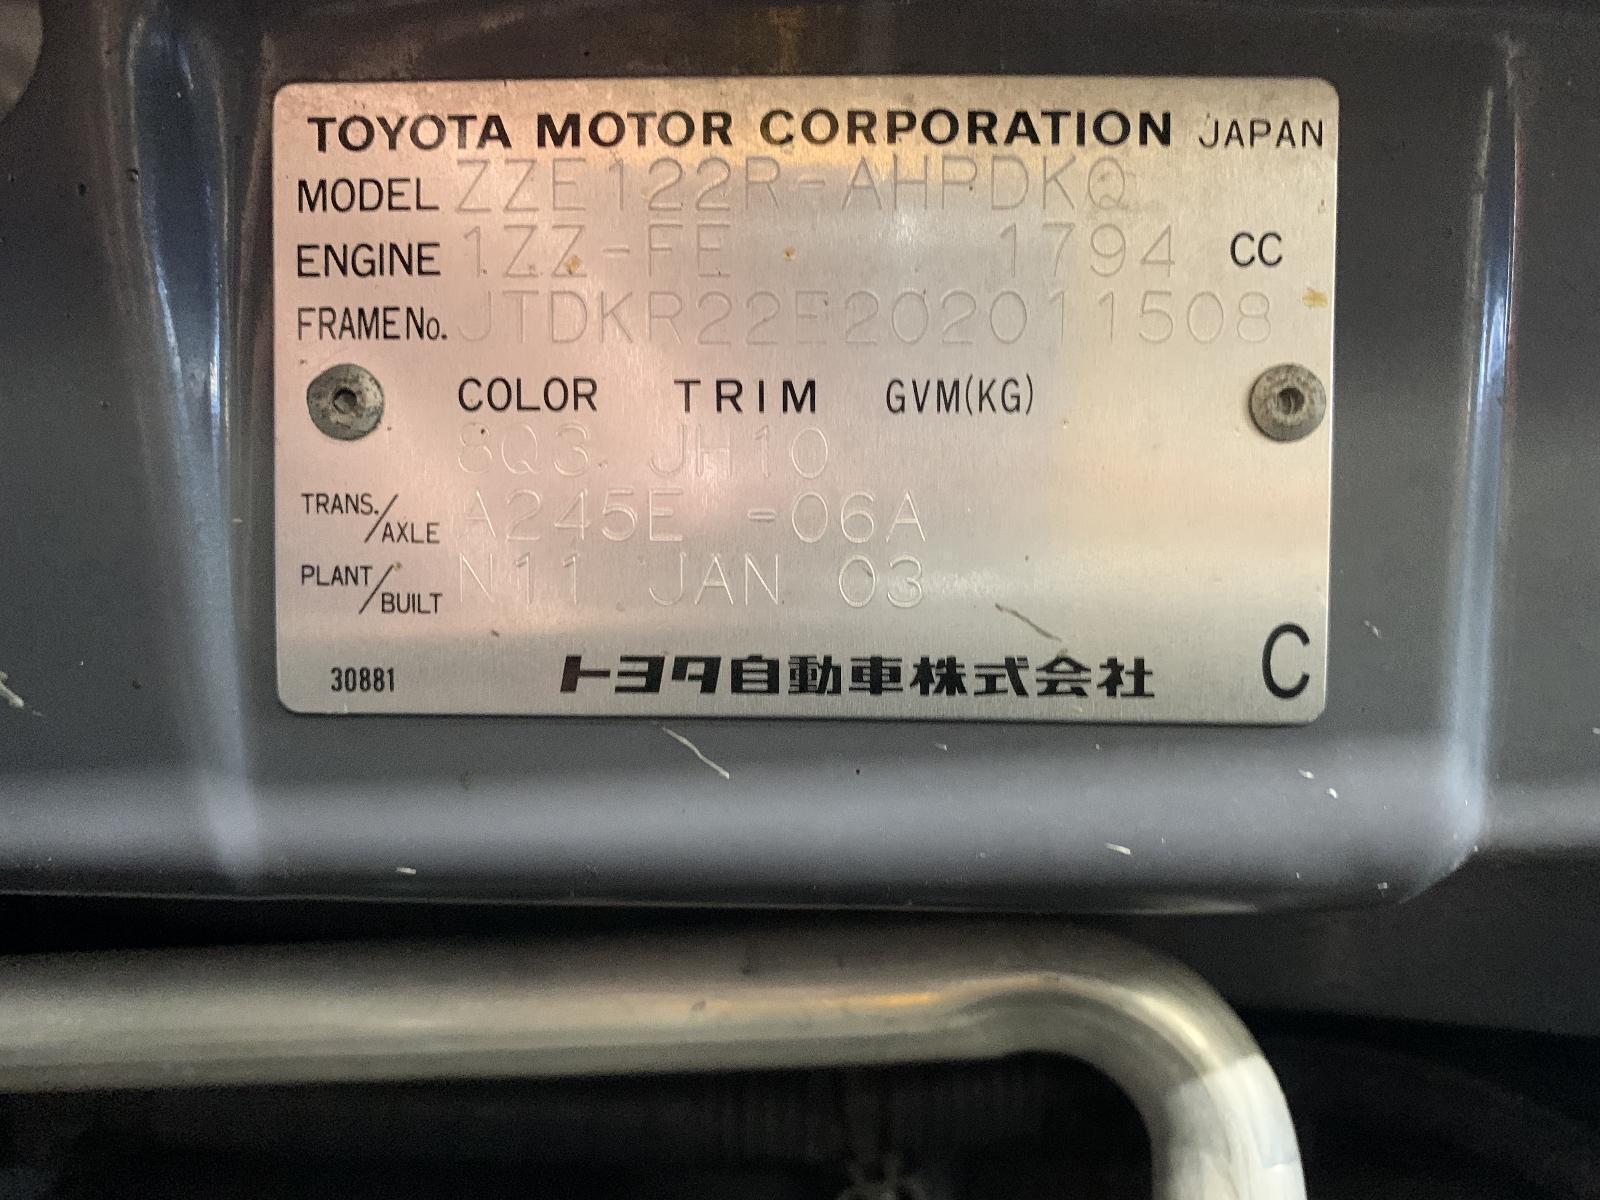 TOYOTA MOTOR CORPORATION JAPAN
MODEL ZZE122R-AHPDKQ
ENGINE 1ZZ-FE 1794 CC
FRAME No. JTDKR22E202011508
COLOR TRIM GVM(KG)
8Q3 JH10
TRANS./AXLE A245E -06A
PLANT/BUILT N11 JAN 03
30881 トヨタ自動車株式会社 C